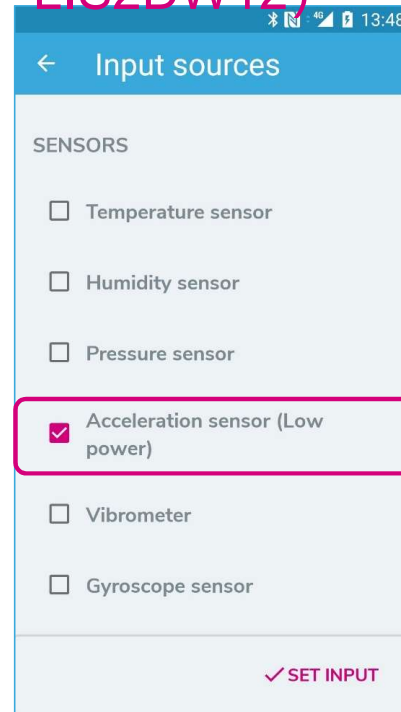 LIS2DW12)
13:48
Input sources
SENSORS
Temperature sensor
Humidity sensor
Pressure sensor
Acceleration sensor (Low
power)
Vibrometer
Gyroscope sensor
SET INPUT